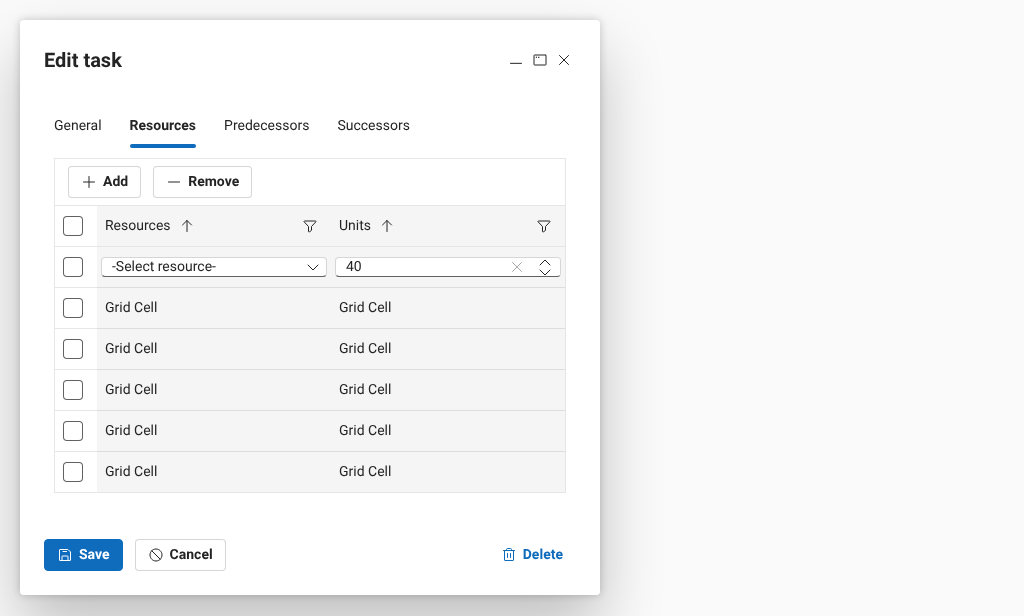 Edit task
General Resources Predecessors Successors
Add Remove
Resources Units
-Select resource- 40
Grid Cell Grid Cell
Grid Cell Grid Cell
Grid Cell Grid Cell
Grid Cell Grid Cell
Grid Cell Grid Cell
Save Cancel Delete